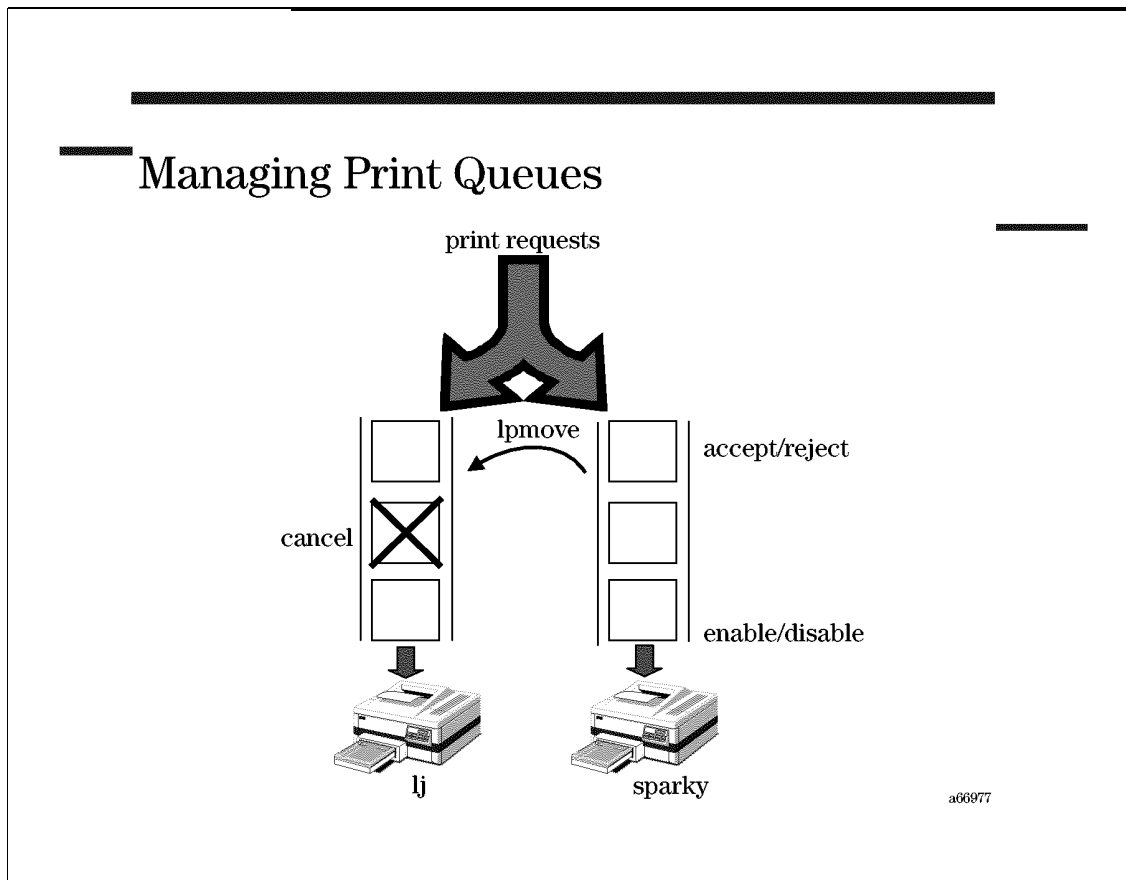 Managing Print Queues
print requests
lpmove
accept/reject
cancel
enable/disable
lj
sparky
a66977